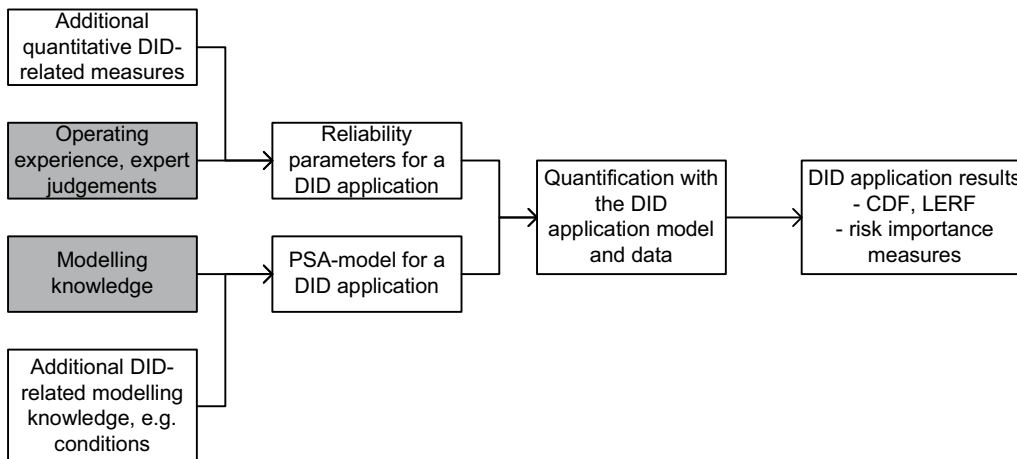 Additional
quantitative DID-
related measures
Operating
experience, expert
judgements
Modelling
knowledge
Additional DID-
related modelling
knowledge, e.g.
conditions
Reliability
parameters for a
DID application
PSA-model for a
DID application
Quantification with
the DID
application model
and data
DID application results
- CDF, LERF
- risk importance
measures